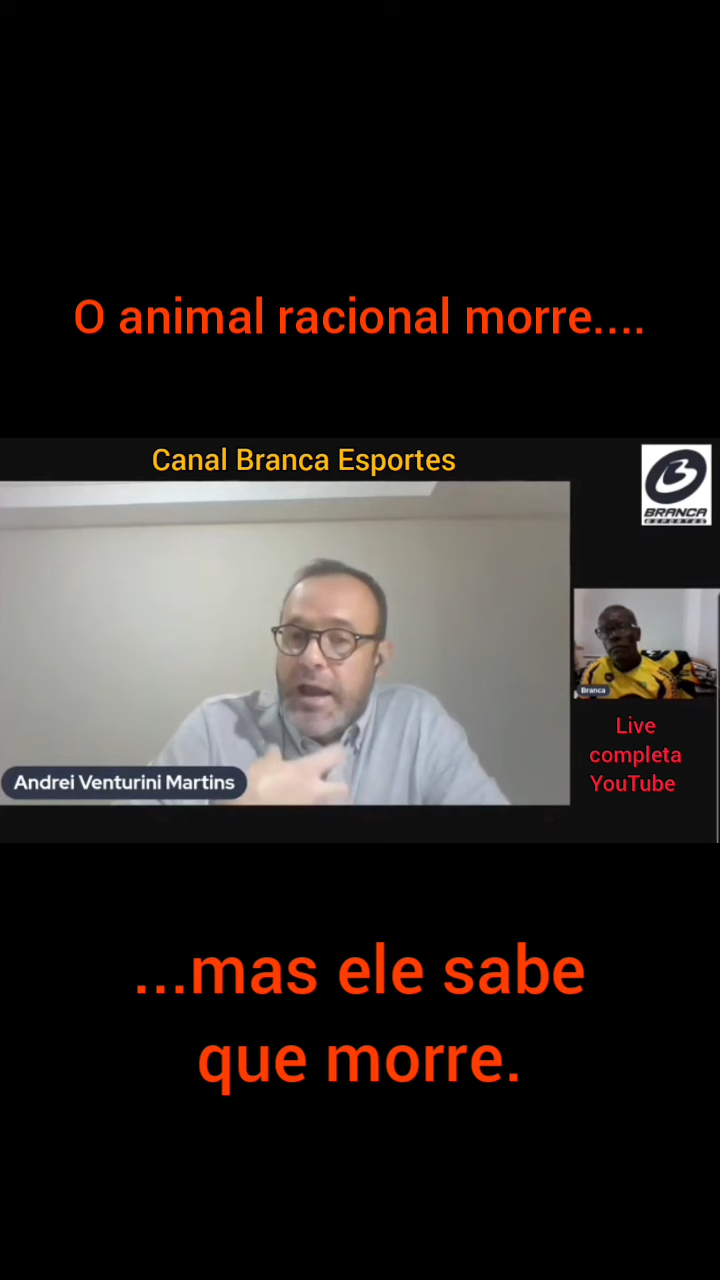 O animal racional morre....
Canal Branca Esportes
BRANCA
ESPORTES
Branca
Live
completa
YouTube
Andrei Venturini Martins
...mas ele sabe
que morre.